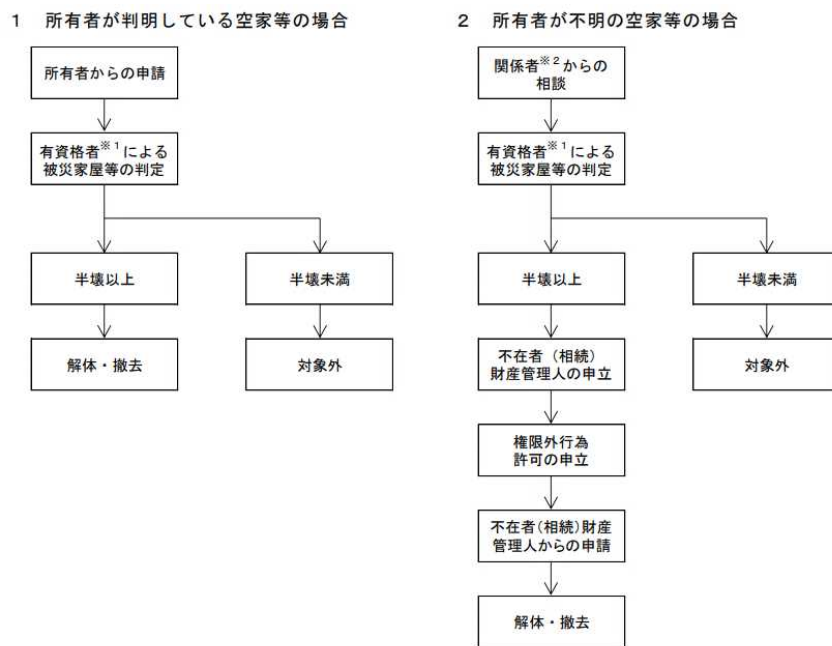 1 所有者が判明している空家等の場合
所有者からの申請
有資格者※1による
被災家屋等の判定
半壊以上
半壊未満
解体・撤去
対象外
2 所有者が不明の空家等の場合
関係者※2からの
相談
有資格者※1による
被災家屋等の判定
半壊以上
半壊未満
不在者(相続)
財産管理人の申立
対象外
権限外行為
許可の申立
不在者(相続)財産
管理人からの申請
解体・撤去